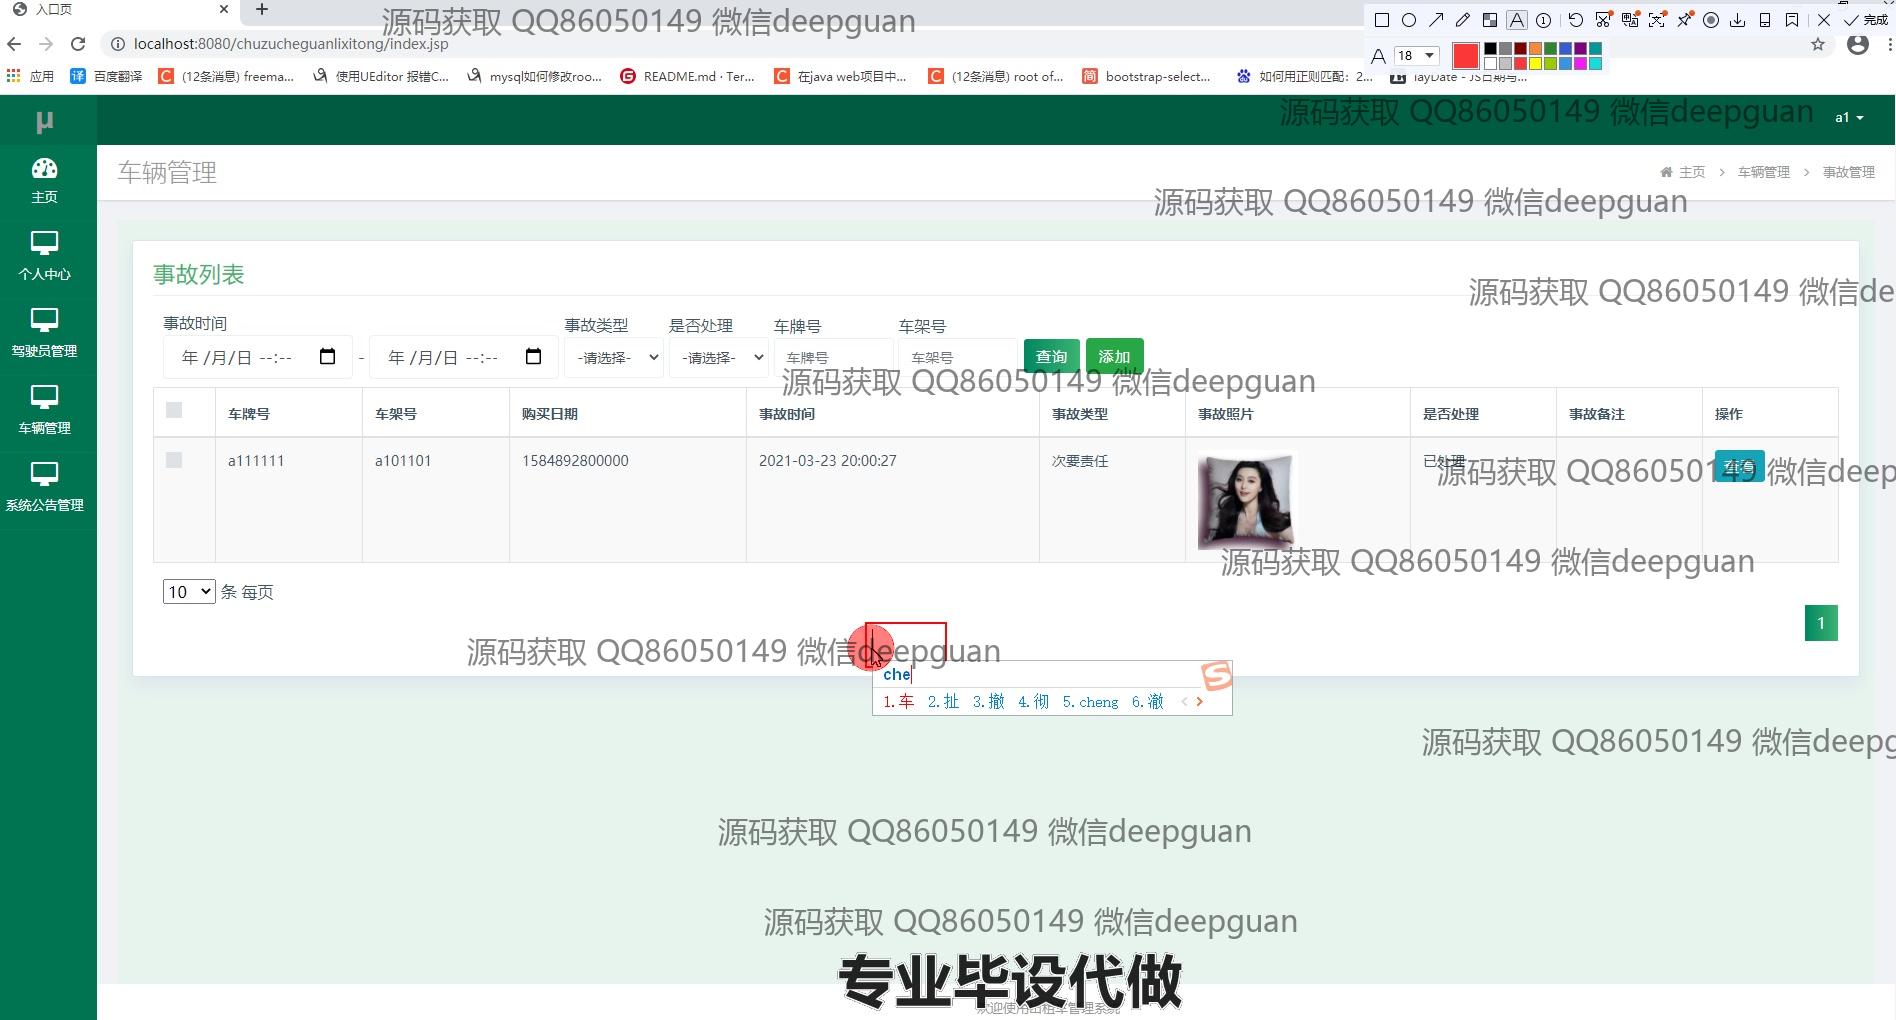 入口页
源码获取 QQ86050149 微信deepguan
完成
localhost:8080/chuzucheguanlixitong/index.jsp
A 18
应用 百度翻译 (12条消息) freema... 使用UEditor 报错C... mysql如何修改roo... README.md · Ter... 在java web项目中... (12条消息) root of... bootstrap-select... 如何用正则匹配：2... layDate - JS日期与...
μ
源码获取 QQ86050149 微信deepguan
a1
主页
车辆管理
主页 > 车辆管理 > 事故管理
源码获取 QQ86050149 微信deepguan
个人中心
事故列表
源码获取 QQ86050149 微信de
驾驶员管理
事故时间 事故类型 是否处理 车牌号 车架号
年 /月/日 --:-- - 年 /月/日 --:-- -请选择- -请选择- 车牌号 车架号 查询 添加
源码获取 QQ86050149 微信deepguan
车辆管理
车牌号 车架号 购买日期 事故时间 事故类型 事故照片 是否处理 事故备注 操作
a111111 a101101 1584892800000 2021-03-23 20:00:27 次要责任 已处理 查看
源码获取 QQ86050149 微信deep
系统公告管理
源码获取 QQ86050149 微信deepguan
10 条 每页
1
源码获取 QQ86050149 微信deepguan
che
1.车 2.扯 3.撤 4.彻 5.cheng 6.澈
源码获取 QQ86050149 微信deepg
源码获取 QQ86050149 微信deepguan
源码获取 QQ86050149 微信deepguan
专业毕设代做
欢迎使用出租车管理系统